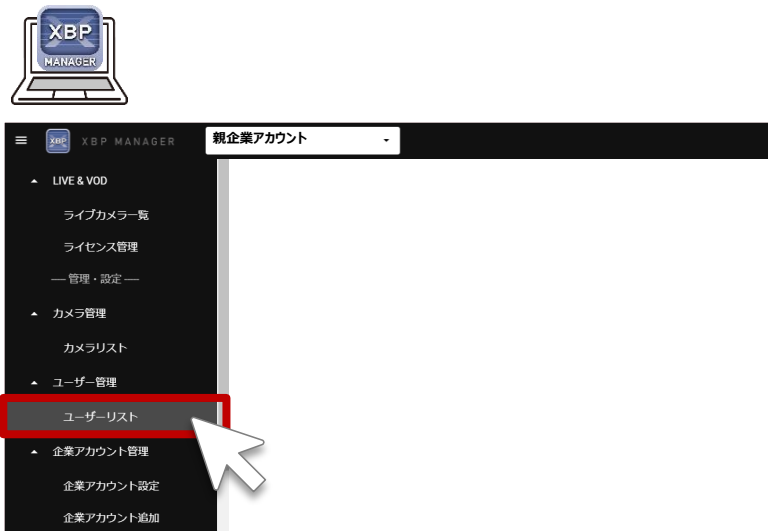 XBP
MANAGER
XBP XBP MANAGER 親企業アカウント
LIVE & VOD
ライブカメラ一覧
ライセンス管理
── 管理・設定 ──
カメラ管理
カメラリスト
ユーザー管理
ユーザーリスト
企業アカウント管理
企業アカウント設定
企業アカウント追加